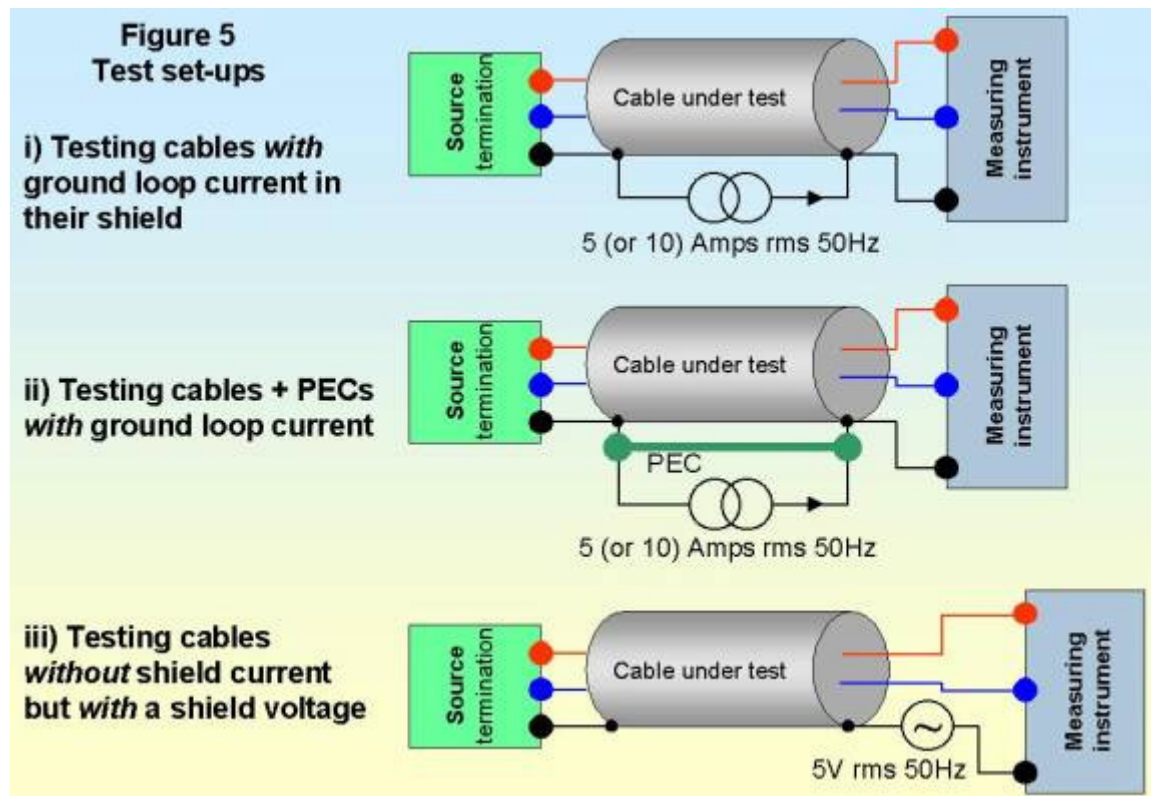 Figure 5
Test set-ups
i) Testing cables with
ground loop current in
their shield
Source
termination
Cable under test
Measuring
instrument
5 (or 10) Amps rms 50Hz
ii) Testing cables + PECs
with ground loop current
Source
termination
Cable under test
Measuring
instrument
PEC
5 (or 10) Amps rms 50Hz
iii) Testing cables
without shield current
but with a shield voltage
Source
termination
Cable under test
Measuring
instrument
~
5V rms 50Hz